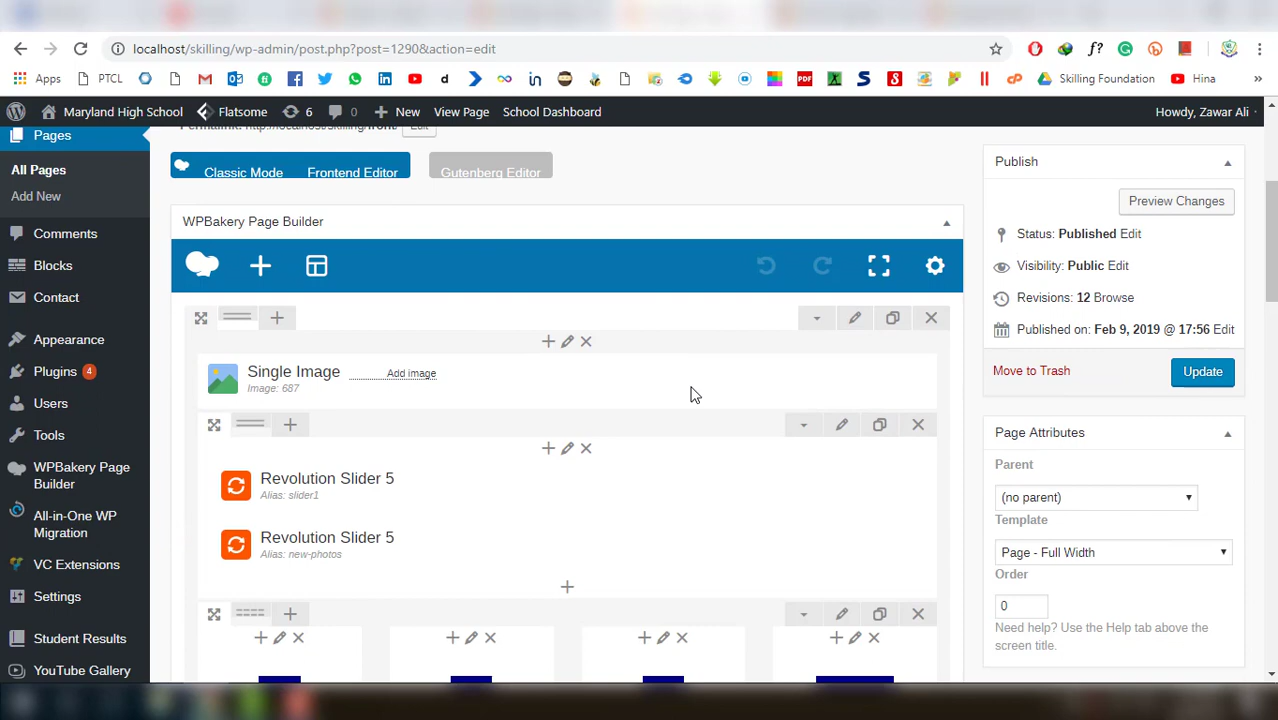 localhost/skilling/wp-admin/post.php?post=1290&action=edit
Apps PTCL Skilling Foundation Hina
Maryland High School Flatsome 6 0 New View Page School Dashboard Howdy, Zawar Ali
Pages
All Pages
Add New
Comments
Blocks
Contact
Appearance
Plugins 4
Users
Tools
WPBakery Page
Builder
All-in-One WP
Migration
VC Extensions
Settings
Student Results
YouTube Gallery
Permalink: http://localhost/skilling/front/ Edit
Classic Mode Frontend Editor Gutenberg Editor
WPBakery Page Builder
Single Image Add image
Image: 687
Revolution Slider 5
Alias: slider1
Revolution Slider 5
Alias: new-photos
Publish
Preview Changes
Status: Published Edit
Visibility: Public Edit
Revisions: 12 Browse
Published on: Feb 9, 2019 @ 17:56 Edit
Move to Trash Update
Page Attributes
Parent
(no parent)
Template
Page - Full Width
Order
0
Need help? Use the Help tab above the
screen title.